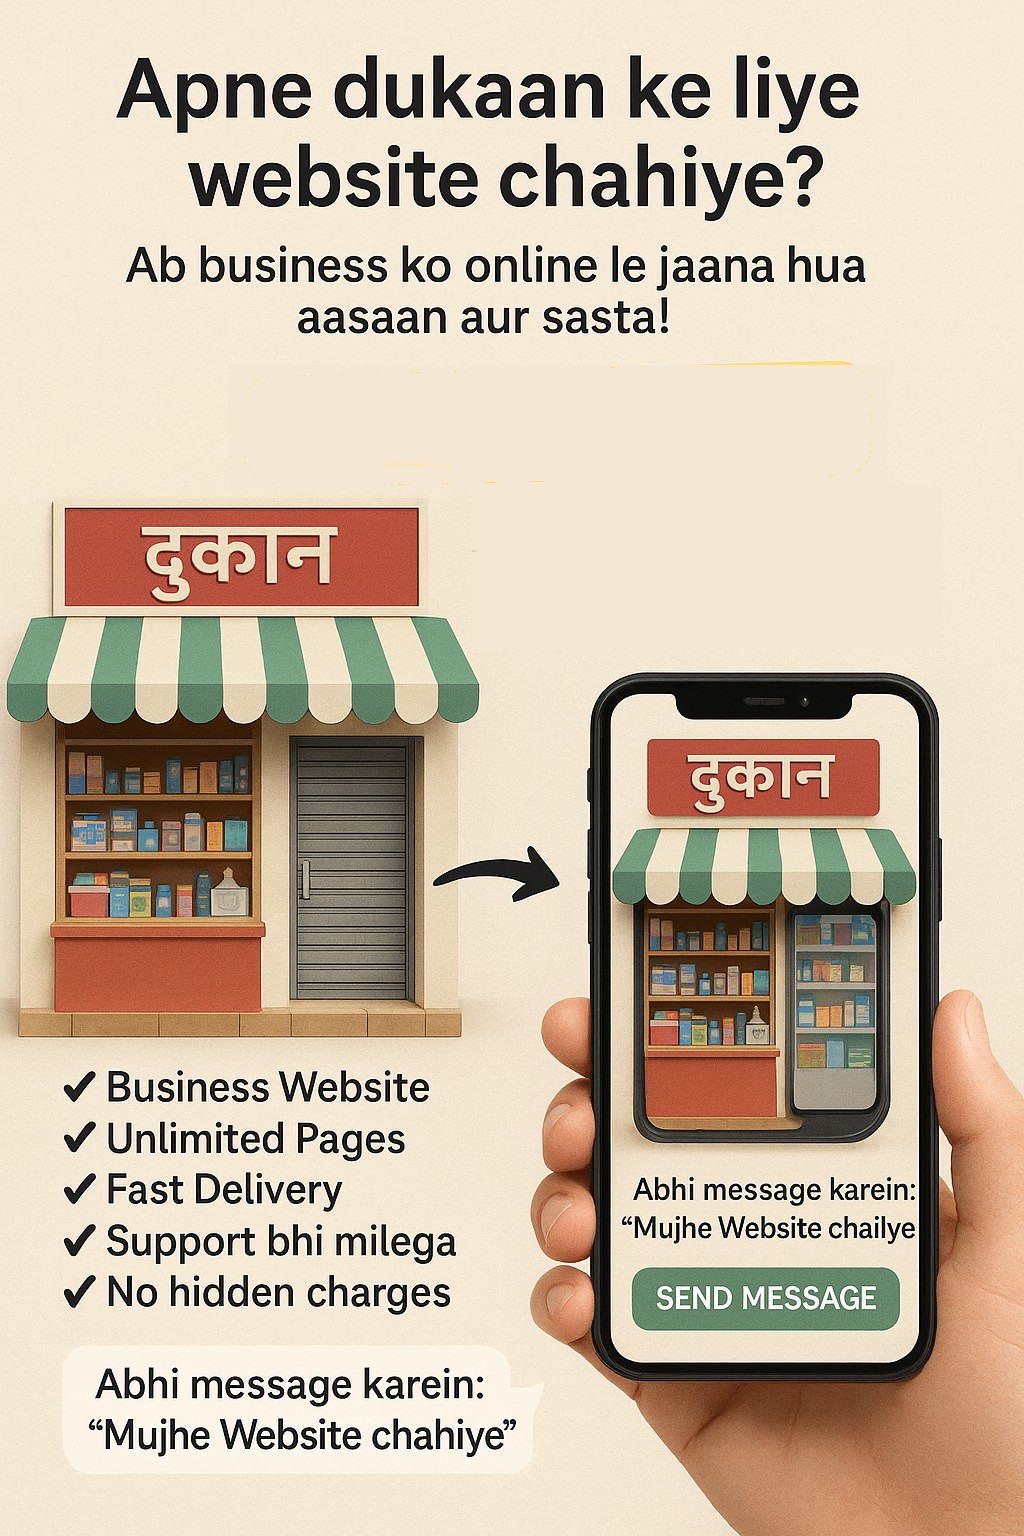 Apne dukaan ke liye
website chahiye?
Ab business ko online le jaana hua
aasaan aur sasta!
दुकान
दुकान
✔ Business Website
✔ Unlimited Pages
✔ Fast Delivery
✔ Support bhi milega
✔ No hidden charges
Abhi message karein:
“Mujhe Website chailye
SEND MESSAGE
Abhi message karein:
“Mujhe Website chahiye”